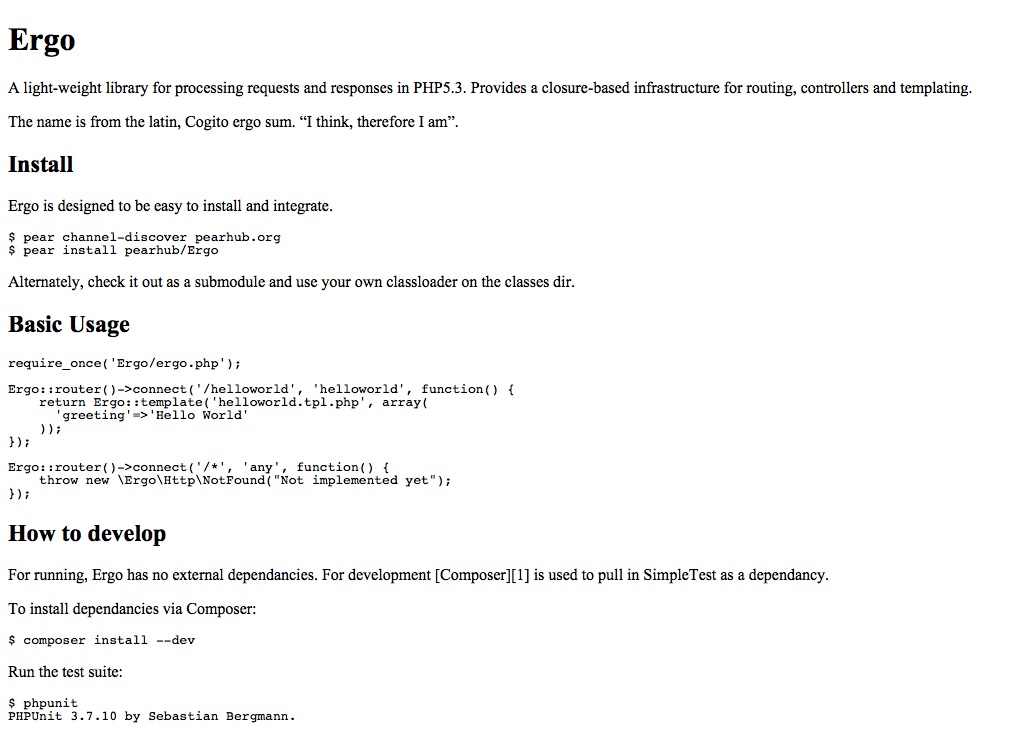 Ergo
A light-weight library for processing requests and responses in PHP5.3. Provides a closure-based infrastructure for routing, controllers and templating.
The name is from the latin, Cogito ergo sum. “I think, therefore I am”.
Install
Ergo is designed to be easy to install and integrate.
$ pear channel-discover pearhub.org
$ pear install pearhub/Ergo
Alternately, check it out as a submodule and use your own classloader on the classes dir.
Basic Usage
require_once('Ergo/ergo.php');
Ergo::router()->connect('/helloworld', 'helloworld', function() {
    return Ergo::template('helloworld.tpl.php', array(
      'greeting'=>'Hello World'
    ));
});
Ergo::router()->connect('/*', 'any', function() {
    throw new \Ergo\Http\NotFound("Not implemented yet");
});
How to develop
For running, Ergo has no external dependancies. For development [Composer][1] is used to pull in SimpleTest as a dependancy.
To install dependancies via Composer:
$ composer install --dev
Run the test suite:
$ phpunit
PHPUnit 3.7.10 by Sebastian Bergmann.